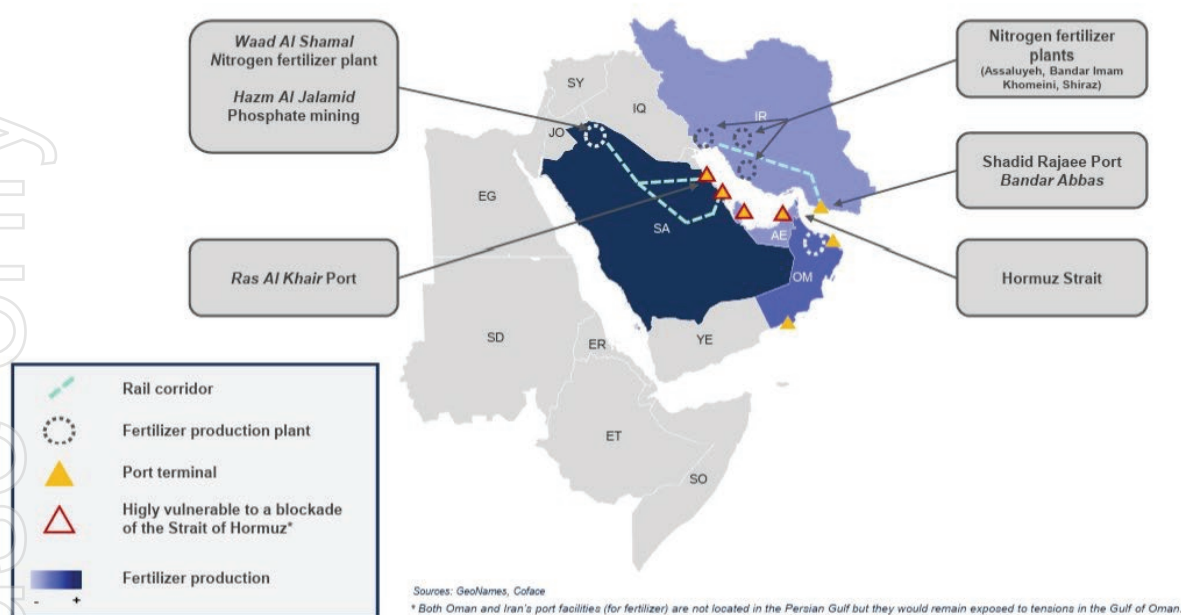 Waad Al Shamal
Nitrogen fertilizer plant
Hazm Al Jalamid
Phosphate mining
Nitrogen fertilizer
plants
(Assaluyeh, Bandar Imam
Khomeini, Shiraz)
SY
IQ
IR
JO
Shadid Rajaee Port
Bandar Abbas
EG
SA
AE
Ras Al Khair Port
OM
Hormuz Strait
SD
ER
YE
ET
SO
Rail corridor
Fertilizer production plant
Port terminal
Higly vulnerable to a blockade
of the Strait of Hormuz*
Fertilizer production
- +
Sources: GeoNames, Coface
* Both Oman and Iran's port facilities (for fertilizer) are not located in the Persian Gulf but they would remain exposed to tensions in the Gulf of Oman.